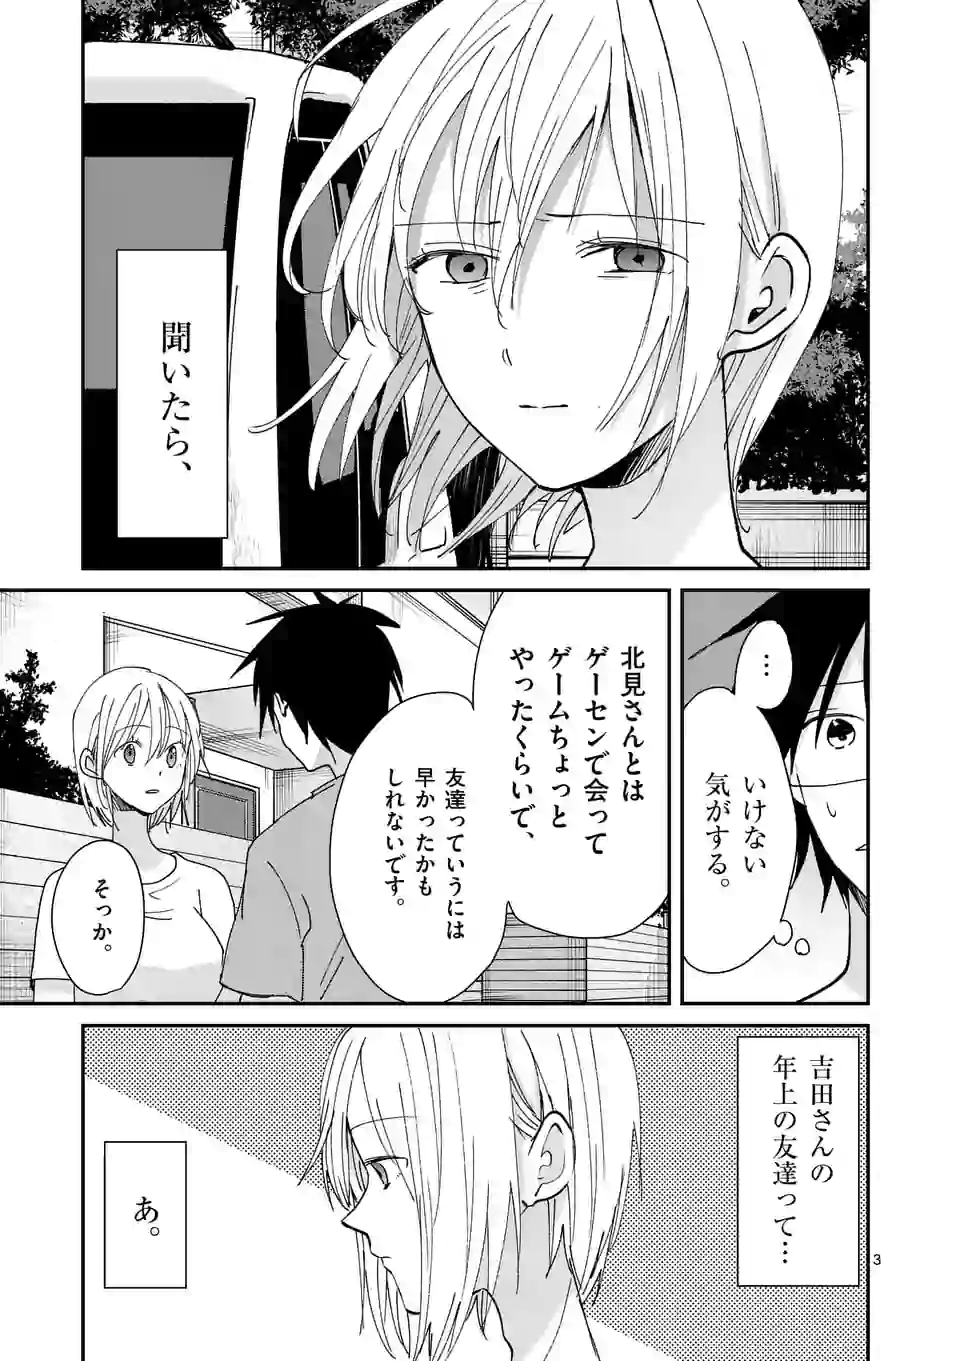 聞いたら、
…
いけない
気がする。
北見さんとは
ゲーセンで会って
ゲームちょっと
やったくらいで、
友達っていうには
早かったかも
しれないです。
そっか。
吉田さんの
年上の友達って…
あ。
3